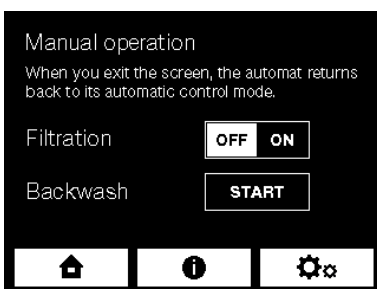 Manual operation
When you exit the screen, the automat returns
back to its automatic control mode.
Filtration OFF ON
Backwash START